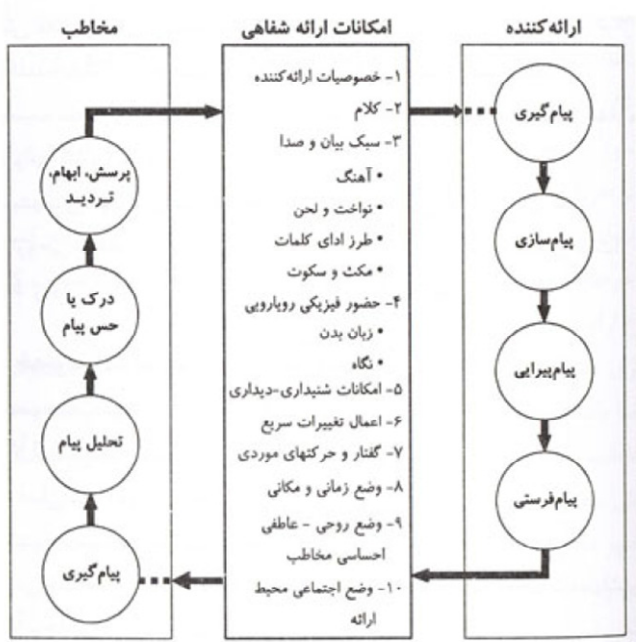 ارائه‌کننده
پیام‌گیری
پیام‌سازی
پیام‌پیرایی
پیام‌فرستی
امکانات ارائه شفاهی
۱- خصوصیات ارائه‌کننده
۲- کلام
۳- سبک بیان و صدا
• آهنگ
• نواخت و لحن
• طرز ادای کلمات
• مکث و سکوت
۴- حضور فیزیکی رویارویی
• زبان بدن
• نگاه
۵- امکانات شنیداری-دیداری
۶- اعمال تغییرات سریع
۷- گفتار و حرکتهای موردی
۸- وضع زمانی و مکانی
۹- وضع روحی - عاطفی
احساسی مخاطب
۱۰- وضع اجتماعی محیط
ارائه
مخاطب
پرسش، ابهام،
تردید
درک یا
حس پیام
تحلیل پیام
پیام‌گیری